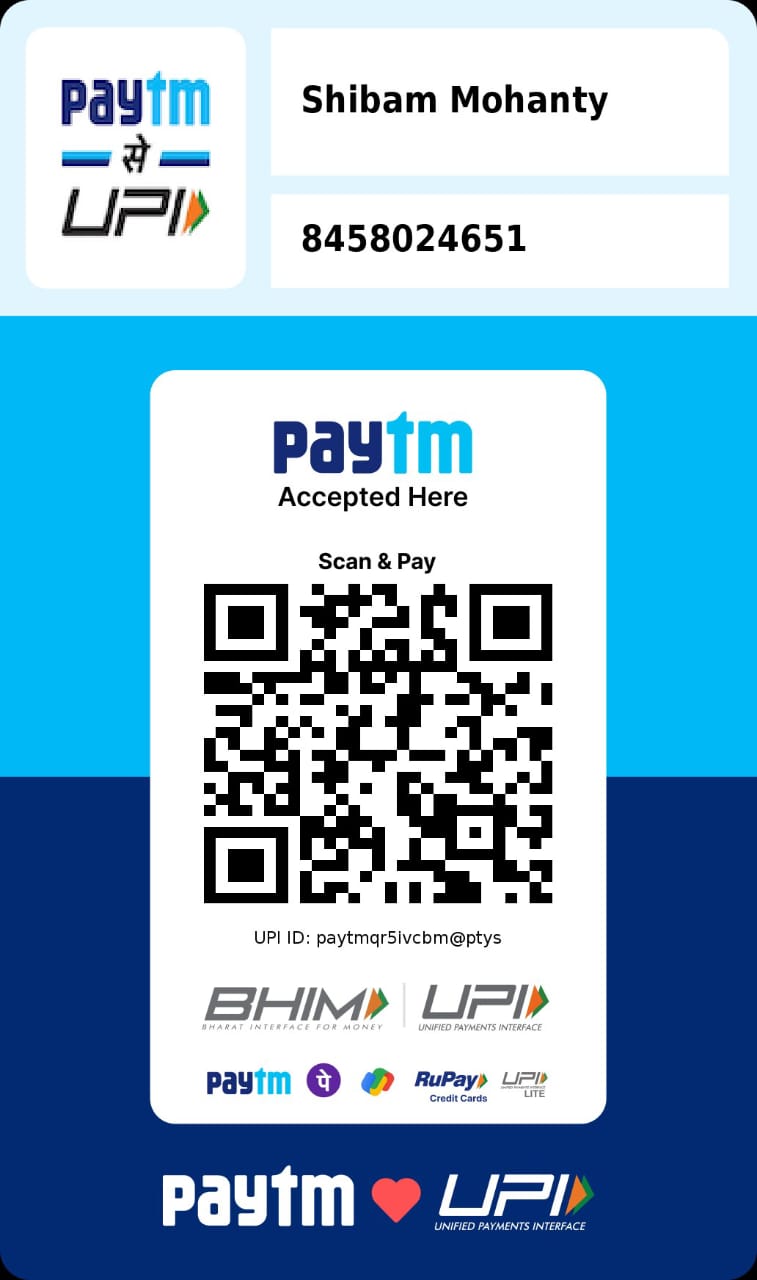 paytm
से
UPI
Shibam Mohanty
8458024651
paytm
Accepted Here
Scan & Pay
UPI ID: paytmqr5ivcbm@ptys
BHIM UPI
BHARAT INTERFACE FOR MONEY UNIFIED PAYMENTS INTERFACE
paytm पे RuPay UPI
Credit Cards LITE
paytm UPI
UNIFIED PAYMENTS INTERFACE